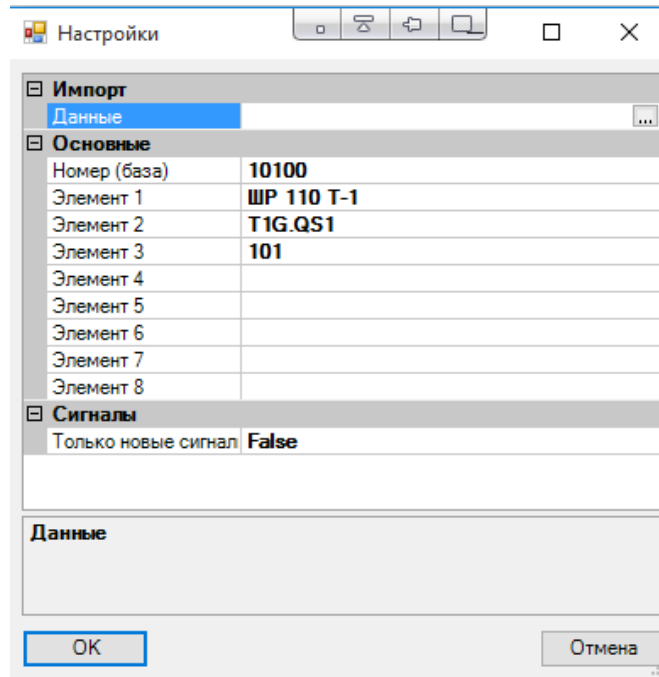 Настройки
Импорт
Данные ...
Основные
Номер (база) 10100
Элемент 1 ШР 110 Т-1
Элемент 2 T1G.QS1
Элемент 3 101
Элемент 4
Элемент 5
Элемент 6
Элемент 7
Элемент 8
Сигналы
Только новые сигнал False
Данные
OK Отмена